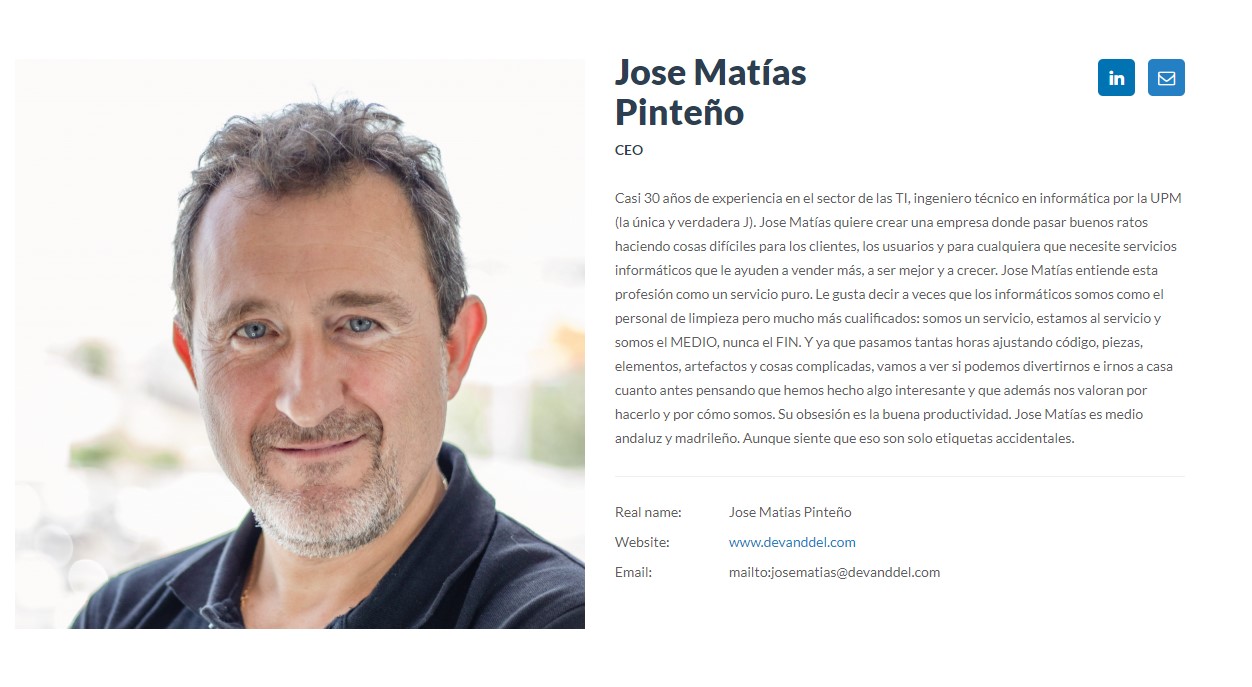 Jose Matías
Pinteño
in
CEO
Casi 30 años de experiencia en el sector de las TI, ingeniero técnico en informática por la UPM
(la única y verdadera J). Jose Matías quiere crear una empresa donde pasar buenos ratos
haciendo cosas difíciles para los clientes, los usuarios y para cualquiera que necesite servicios
informáticos que le ayuden a vender más, a ser mejor y a crecer. Jose Matías entiende esta
profesión como un servicio puro. Le gusta decir a veces que los informáticos somos como el
personal de limpieza pero mucho más cualificados: somos un servicio, estamos al servicio y
somos el MEDIO, nunca el FIN. Y ya que pasamos tantas horas ajustando código, piezas,
elementos, artefactos y cosas complicadas, vamos a ver si podemos divertirnos e irnos a casa
cuanto antes pensando que hemos hecho algo interesante y que además nos valoran por
hacerlo y por cómo somos. Su obsesión es la buena productividad. Jose Matías es medio
andaluz y madrileño. Aunque siente que eso son solo etiquetas accidentales.
Real name: Jose Matias Pinteño
Website: www.devanddel.com
Email: mailto:josematias@devanddel.com